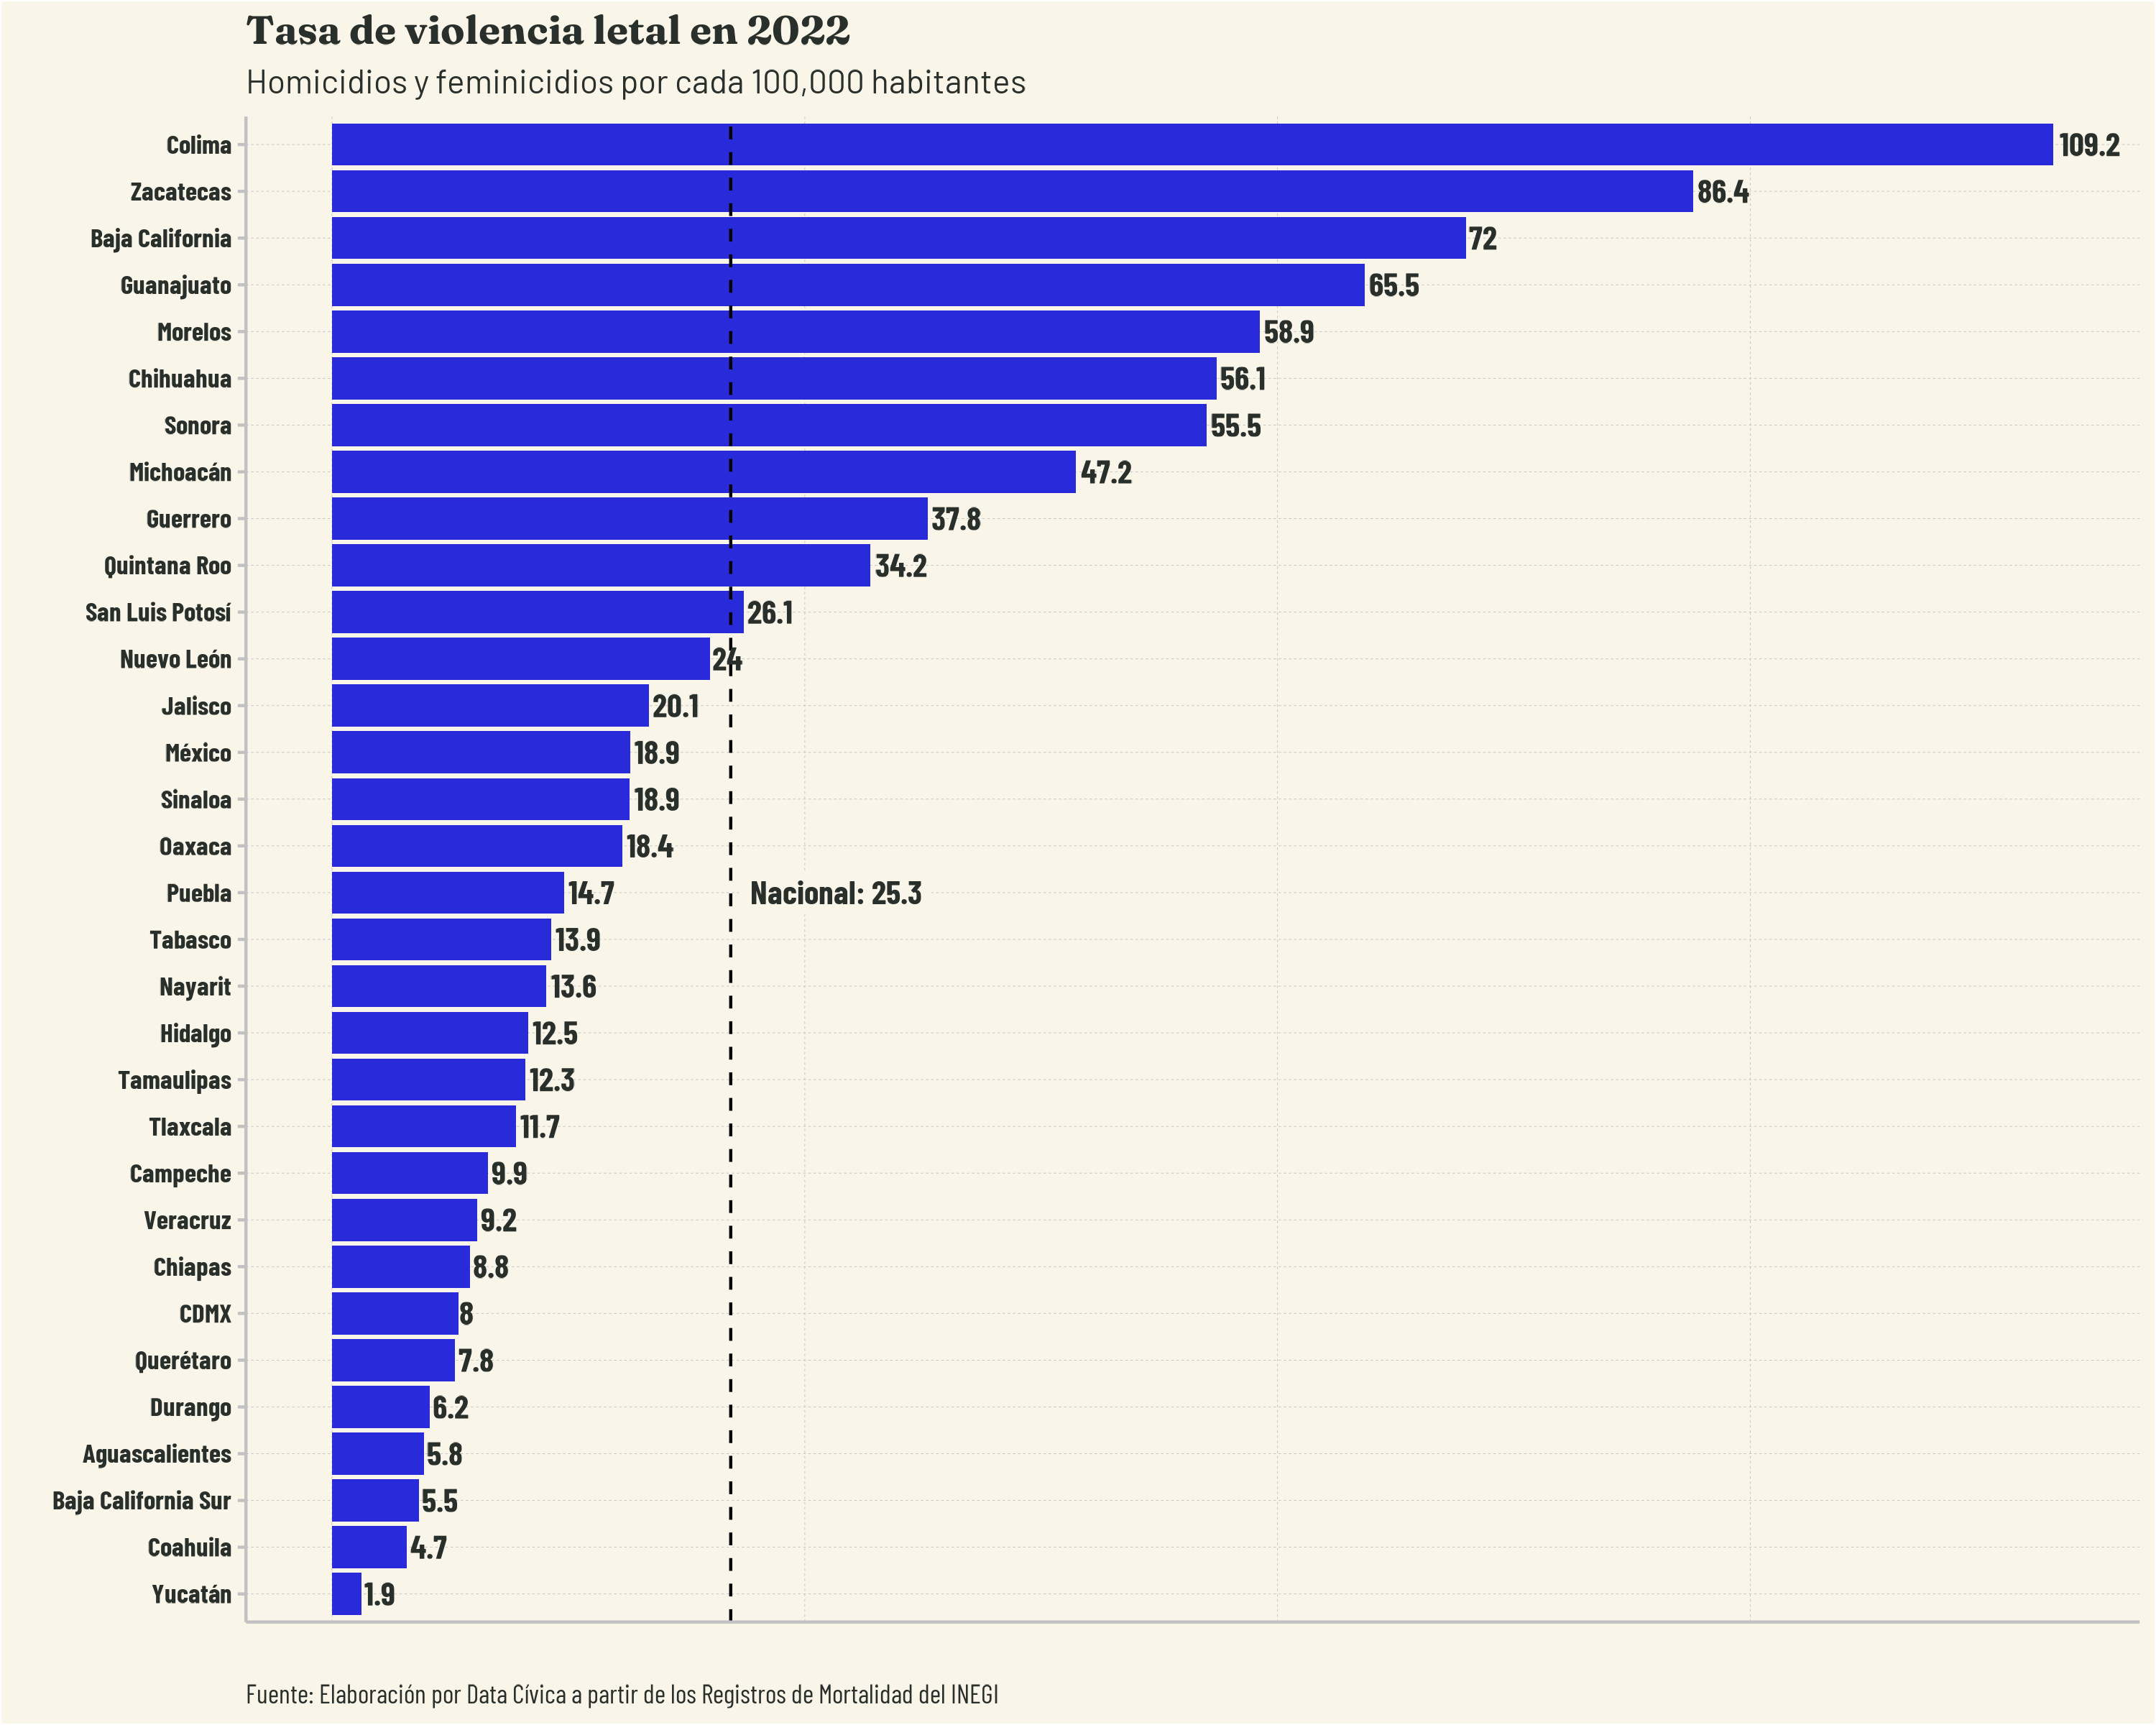 Tasa de violencia letal en 2022
Homicidios y feminicidios por cada 100,000 habitantes
Colima 109.2
Zacatecas 86.4
Baja California 72
Guanajuato 65.5
Morelos 58.9
Chihuahua 56.1
Sonora 55.5
Michoacán 47.2
Guerrero 37.8
Quintana Roo 34.2
San Luis Potosí 26.1
Nuevo León 24
Jalisco 20.1
México 18.9
Sinaloa 18.9
Oaxaca 18.4
Puebla 14.7 Nacional: 25.3
Tabasco 13.9
Nayarit 13.6
Hidalgo 12.5
Tamaulipas 12.3
Tlaxcala 11.7
Campeche 9.9
Veracruz 9.2
Chiapas 8.8
CDMX 8
Querétaro 7.8
Durango 6.2
Aguascalientes 5.8
Baja California Sur 5.5
Coahuila 4.7
Yucatán 1.9
Fuente: Elaboración por Data Cívica a partir de los Registros de Mortalidad del INEGI